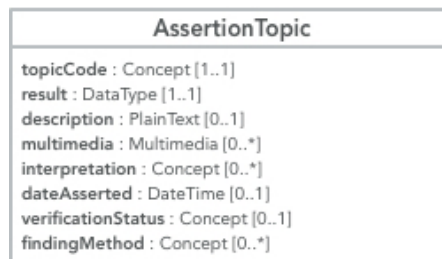 AssertionTopic
topicCode : Concept [1..1]
result : DataType [1..1]
description : PlainText [0..1]
multimedia : Multimedia [0..*]
interpretation : Concept [0..*]
dateAsserted : DateTime [0..1]
verificationStatus : Concept [0..1]
findingMethod : Concept [0..*]